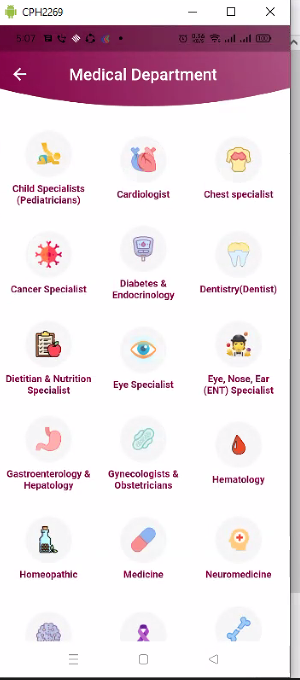 CPH2269
5:07
Medical Department
Child Specialists
(Pediatricians)
Cardiologist
Chest specialist
Cancer Specialist
Diabetes &
Endocrinology
Dentistry(Dentist)
Dietitian & Nutrition
Specialist
Eye Specialist
Eye, Nose, Ear
(ENT) Specialist
Gastroenterology &
Hepatology
Gynecologists &
Obstetricians
Hematology
Homeopathic
Medicine
Neuromedicine